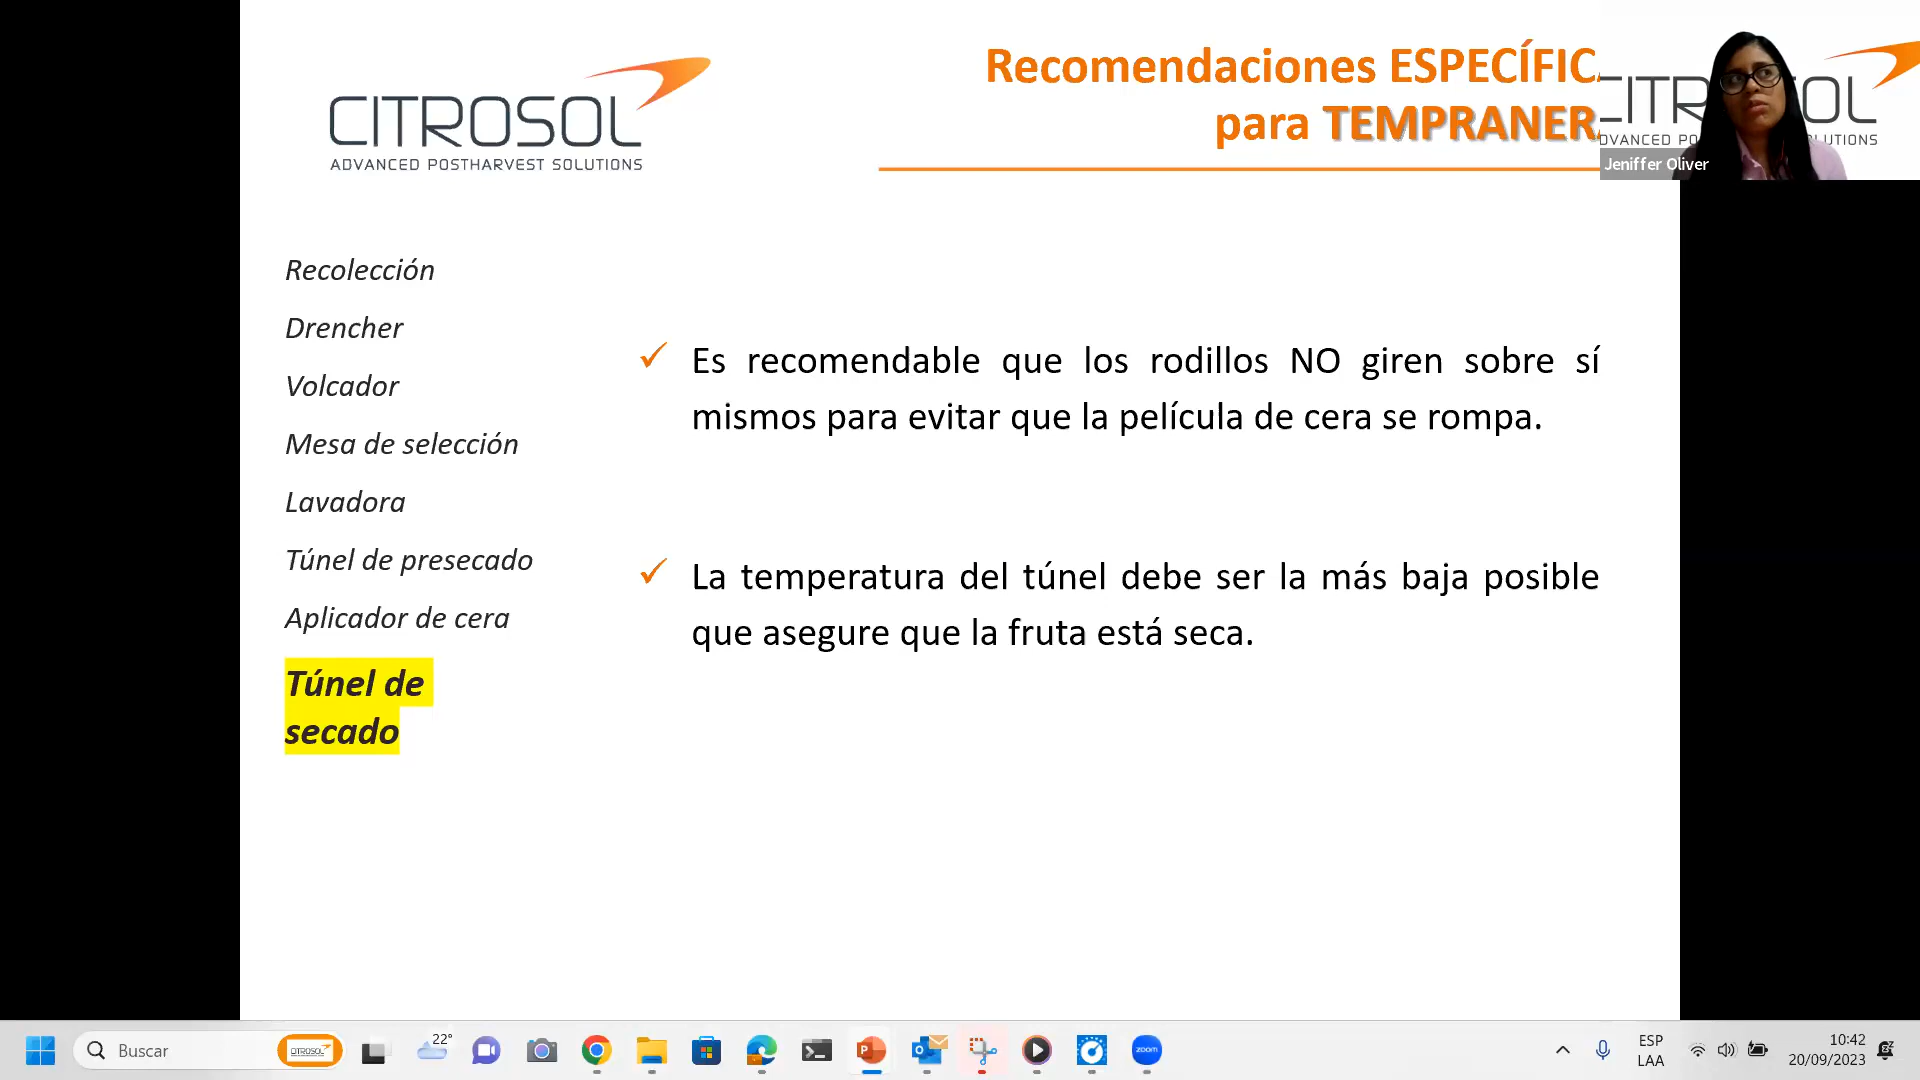 CITROSOL
ADVANCED POSTHARVEST SOLUTIONS
Recomendaciones
para TEMPRANER
Jeniffer Oliver
Recolección
Drencher
Volcador
Mesa de selección
Lavadora
Túnel de presecado
Aplicador de cera
Túnel de
secado
Es recomendable que los rodillos NO giren sobre sí
mismos para evitar que la película de cera se rompa.
La temperatura del túnel debe ser la más baja posible
que asegure que la fruta está seca.
Buscar
CITROSOL
22°
zoom
ESP
LAA
10:42
20/09/2023